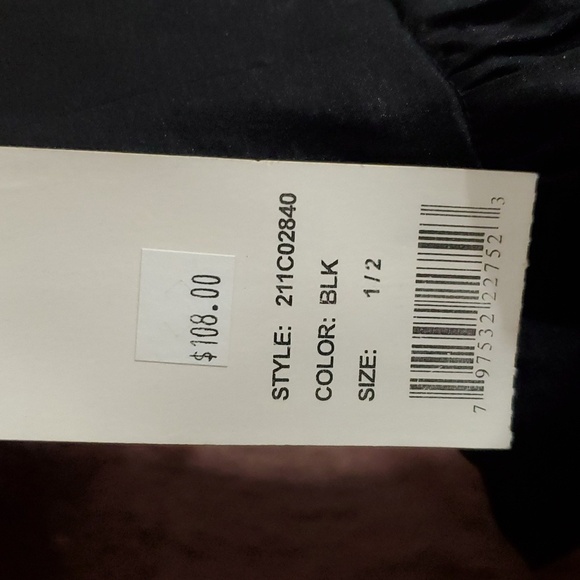 $108.00
STYLE: 211C02840
COLOR: BLK
SIZE: 1/2
7 97532 22752 3